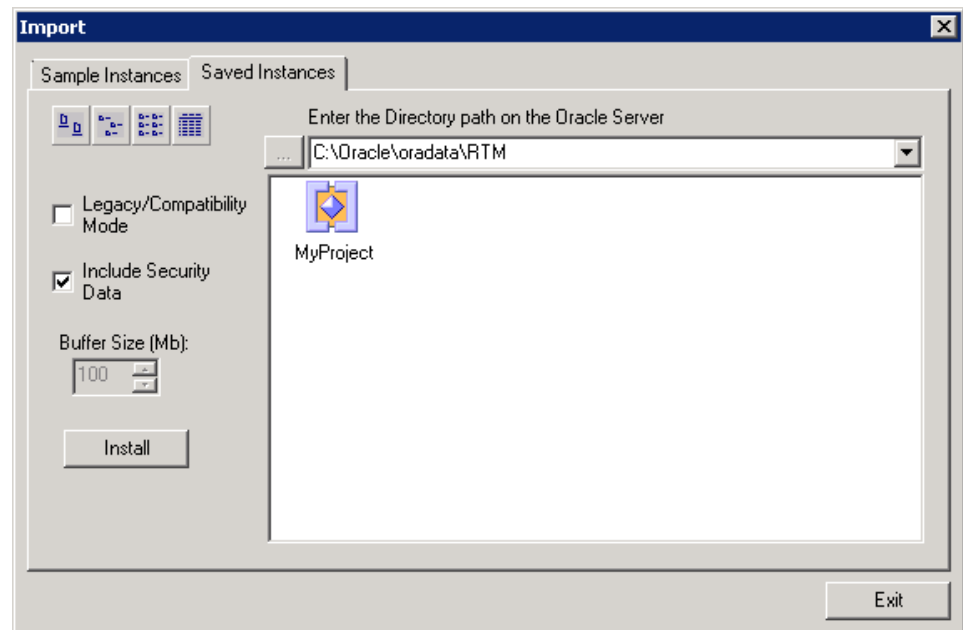 Import
Sample Instances
Saved Instances
Enter the Directory path on the Oracle Server
...
C:\Oracle\oradata\RTM
Legacy/Compatibility
Mode
MyProject
Include Security
Data
Buffer Size (Mb):
100
Install
Exit